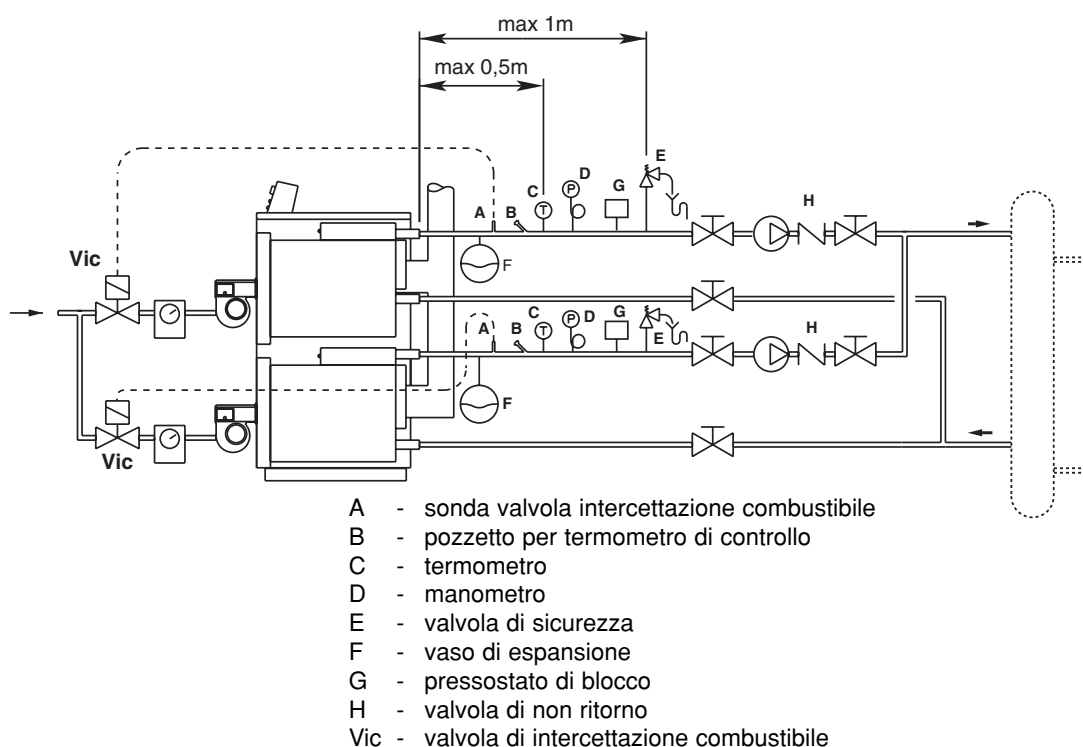 max 1m
max 0,5m
E
D
C
G
H
A
B
T
P
F
Vic
C
D
G
A
B
T
P
E
H
F
Vic
A - sonda valvola intercettazione combustibile
B - pozzetto per termometro di controllo
C - termometro
D - manometro
E - valvola di sicurezza
F - vaso di espansione
G - pressostato di blocco
H - valvola di non ritorno
Vic - valvola di intercettazione combustibile